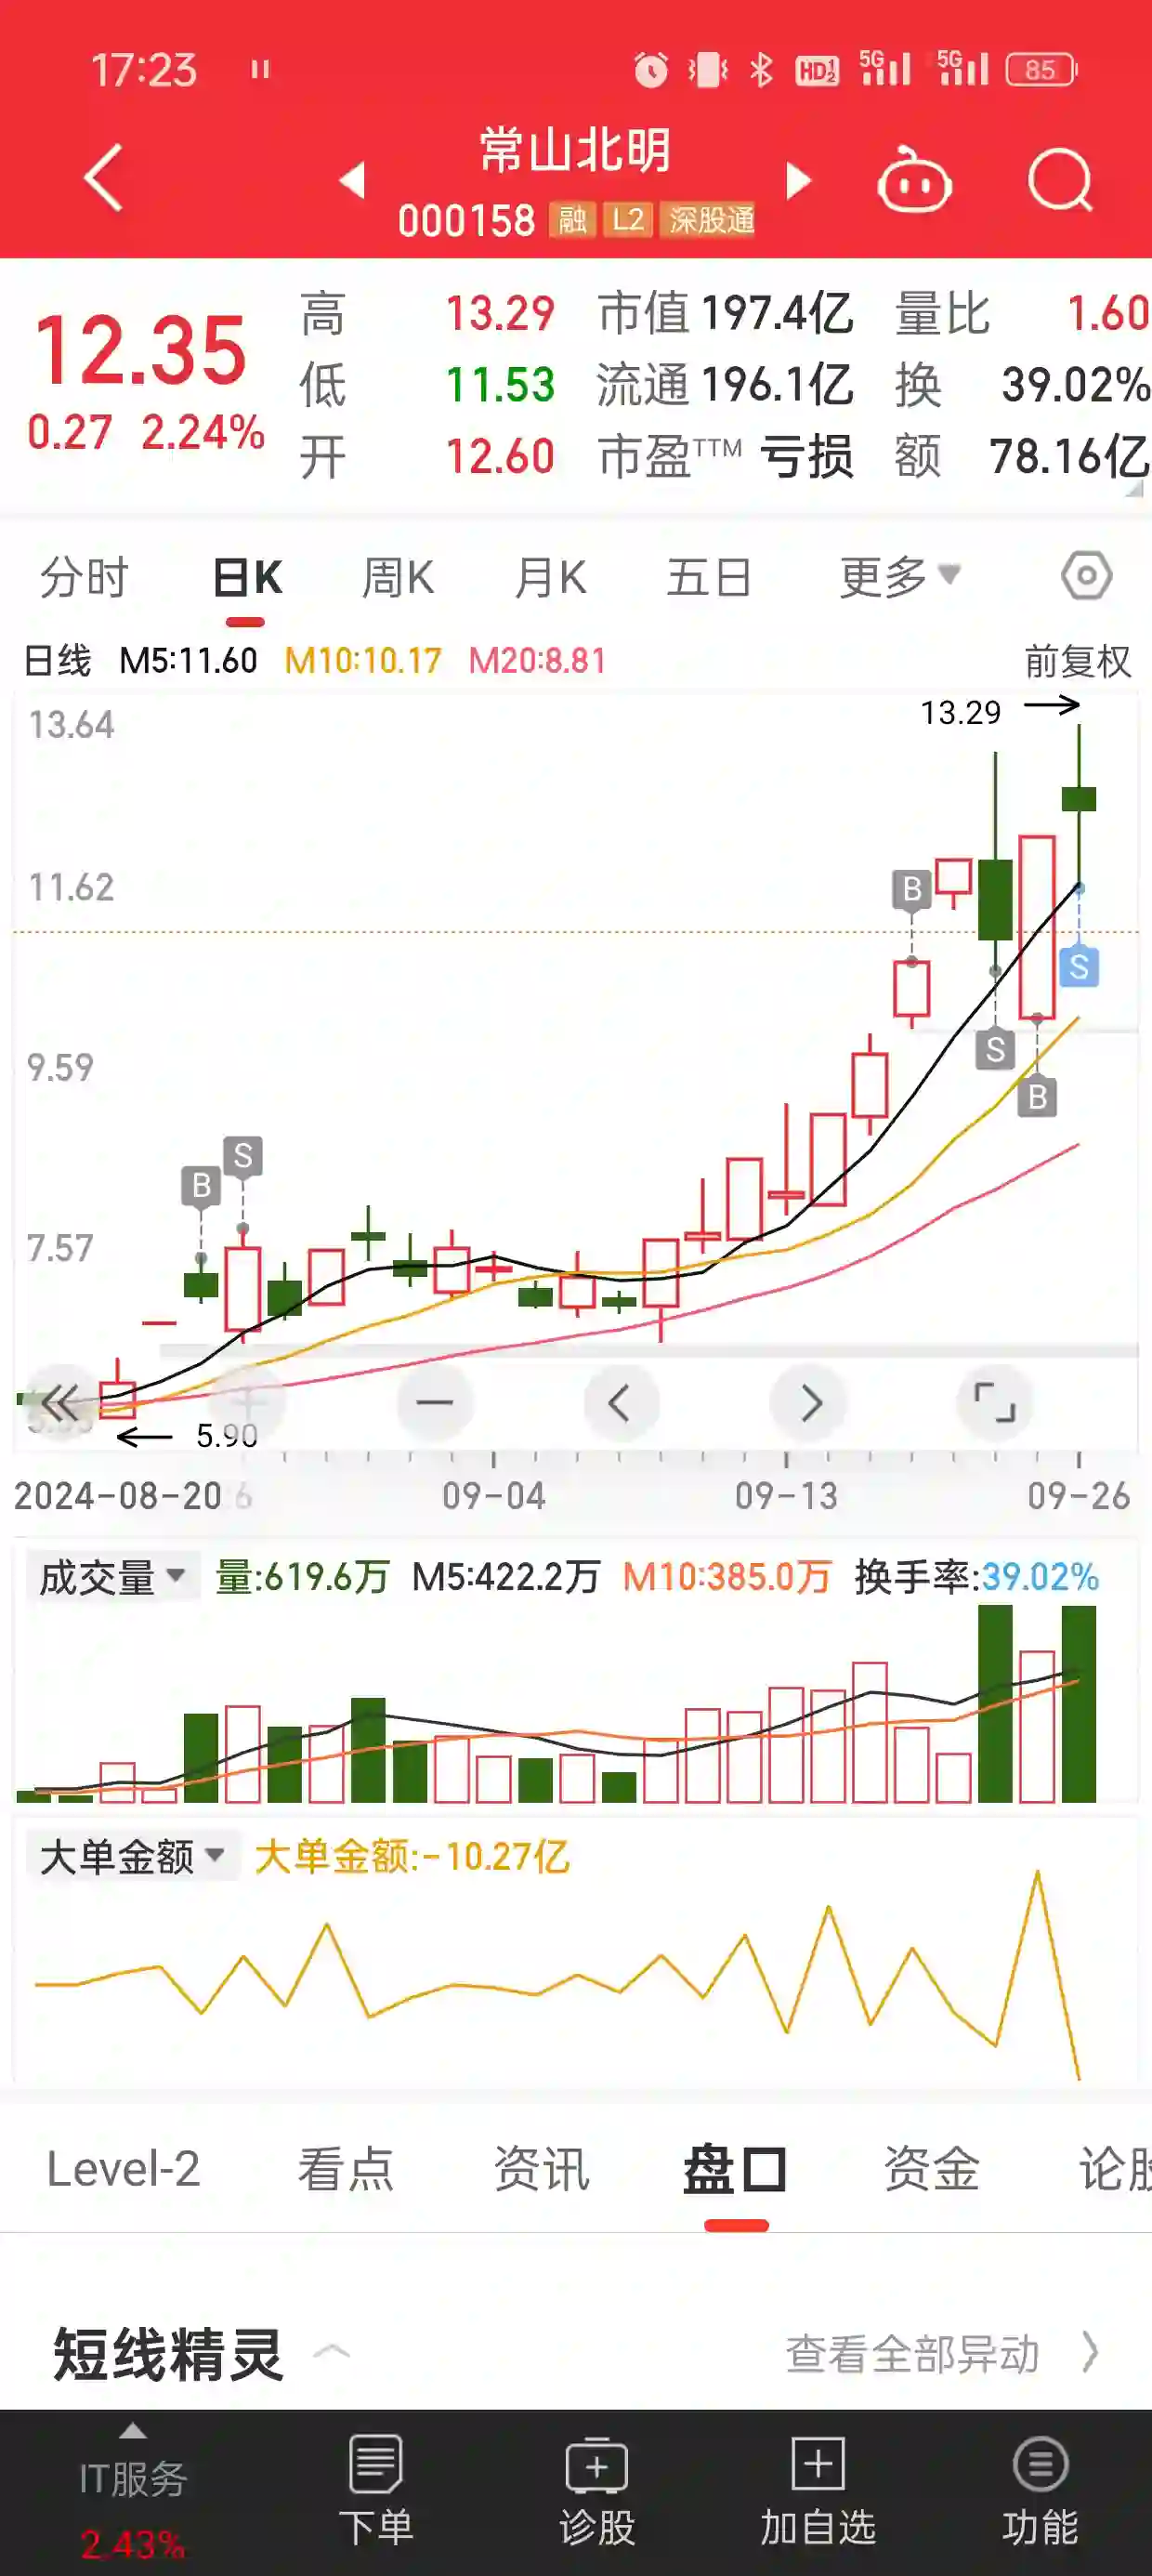 17:23 HD 5G 5G 85
常山北明
000158 融 L2 深股通
12.35
0.27 2.24%
高 13.29 市值 197.4亿 量比 1.60
低 11.53 流通 196.1亿 换 39.02%
开 12.60 市盈TTM 亏损 额 78.16亿
分时 日K 周K 月K 五日 更多
日线 M5:11.60 M10:10.17 M20:8.81 前复权
13.29
13.64
11.62
B
S
9.59
S
B
S
B
7.57
5.90
2024-08-20 09-04 09-13 09-26
成交量 量:619.6万 M5:422.2万 M10:385.0万 换手率:39.02%
大单金额 大单金额:-10.27亿
Level-2 看点 资讯 盘口 资金 论股
短线精灵 查看全部异动
IT服务
2.43%
下单 诊股 加自选 功能